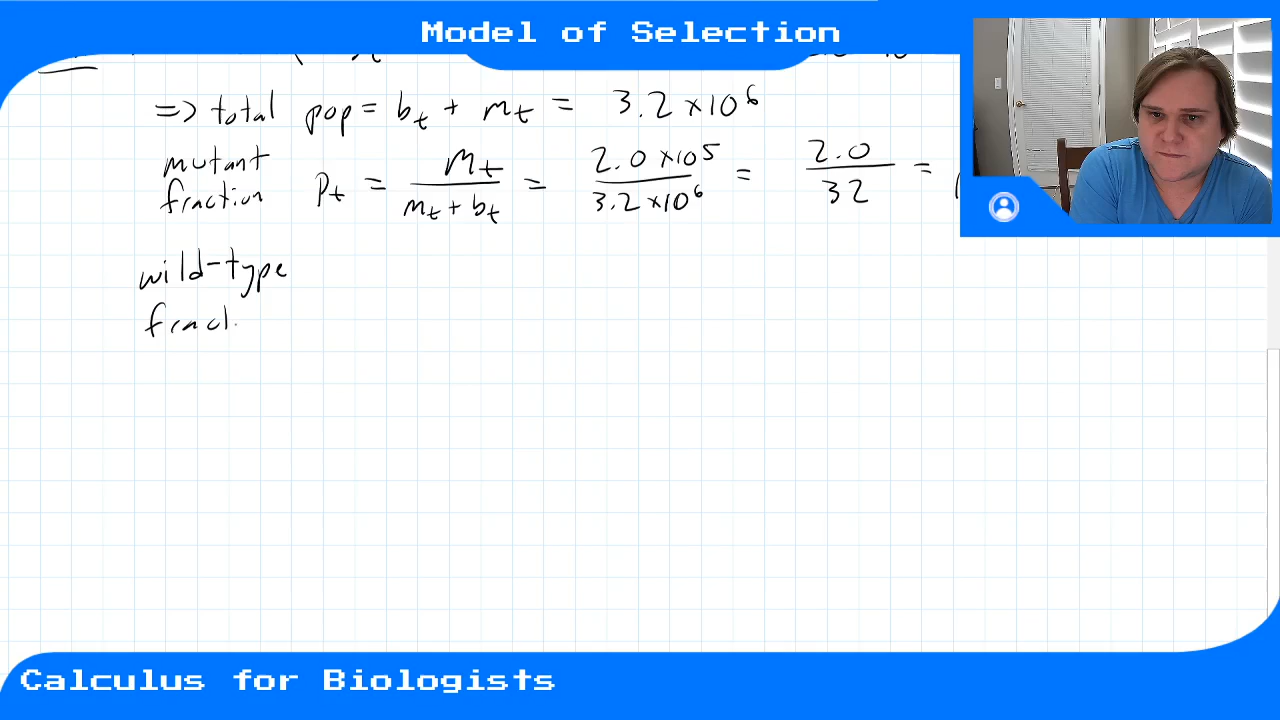 Model of Selection
=> total pop = b_t + m_t = 3.2 × 10^6
mutant fraction p_t = m_t / (m_t + b_t) = 2.0 × 10^5 / 3.2 × 10^6 = 2.0 / 32 =
wild-type
fract
Calculus for Biologists